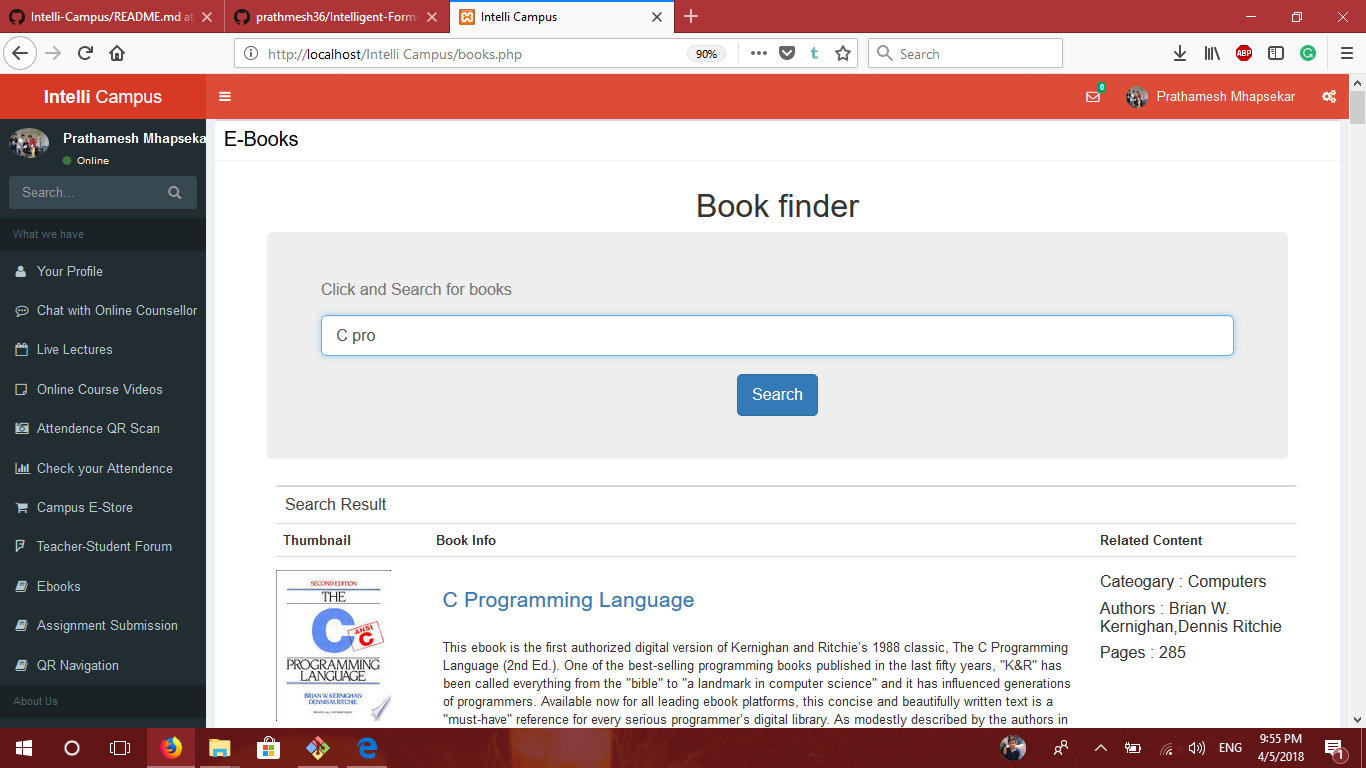 Intelli-Campus/README.md at
prathmesh36/Intelligent-Form-
Intelli Campus
http://localhost/Intelli Campus/books.php
90%
Search
ABP
Intelli Campus
0
Prathamesh Mhapsekar
Prathamesh Mhapseka
Online
Search...
What we have
Your Profile
Chat with Online Counsellor
Live Lectures
Online Course Videos
Attendence QR Scan
Check your Attendence
Campus E-Store
Teacher-Student Forum
Ebooks
Assignment Submission
QR Navigation
About Us
E-Books
Book finder
Click and Search for books
C pro
Search
Search Result
Thumbnail Book Info Related Content
SECOND EDITION
THE
C
ANSI C
PROGRAMMING
LANGUAGE
BRIAN W. KERNIGHAN
DENNIS M. RITCHIE
C Programming Language
This ebook is the first authorized digital version of Kernighan and Ritchie's 1988 classic, The C Programming
Language (2nd Ed.). One of the best-selling programming books published in the last fifty years, "K&R" has
been called everything from the "bible" to "a landmark in computer science" and it has influenced generations
of programmers. Available now for all leading ebook platforms, this concise and beautifully written text is a
"must-have" reference for every serious programmer's digital library. As modestly described by the authors in
Cateogary : Computers
Authors : Brian W.
Kernighan,Dennis Ritchie
Pages : 285
ENG
9:55 PM
4/5/2018
1